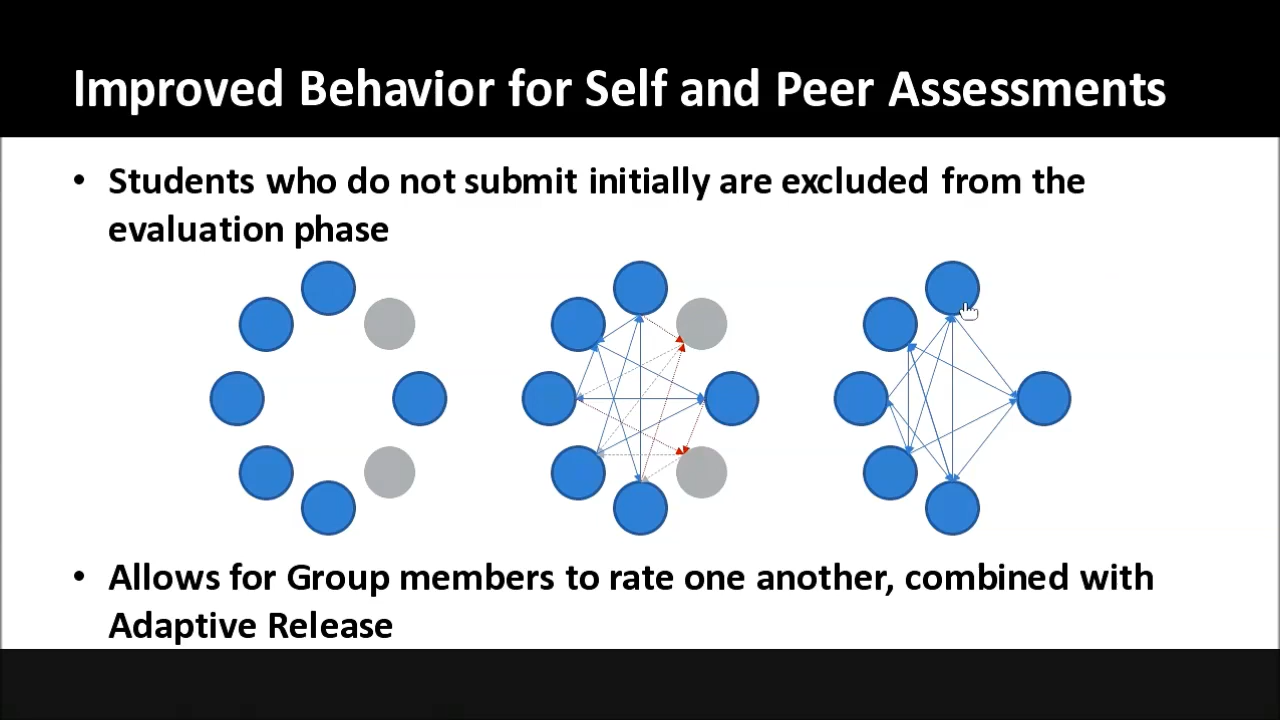 Improved Behavior for Self and Peer Assessments
• Students who do not submit initially are excluded from the
evaluation phase
• Allows for Group members to rate one another, combined with
Adaptive Release